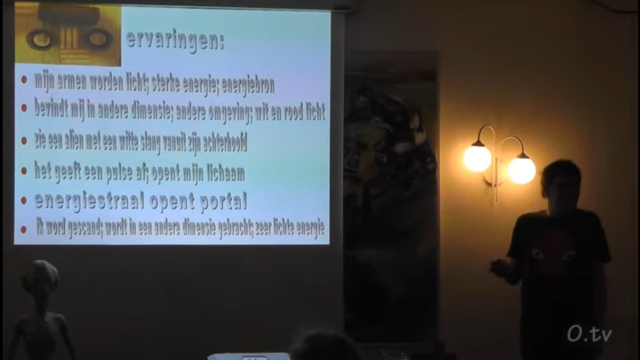 ervaringen:
mijn armen worden licht; sterke energie; energiebron
bevindt mij in andere dimensie; andere omgeving; wit en rood licht
zie een alien met een witte slang vanuit zijn achterhoofd
het geeft een pulse af; opent mijn lichaam
energiestraal opent portal
ik word gescand; wordt in een andere dimensie gebracht; zeer lichte energie
O.tv